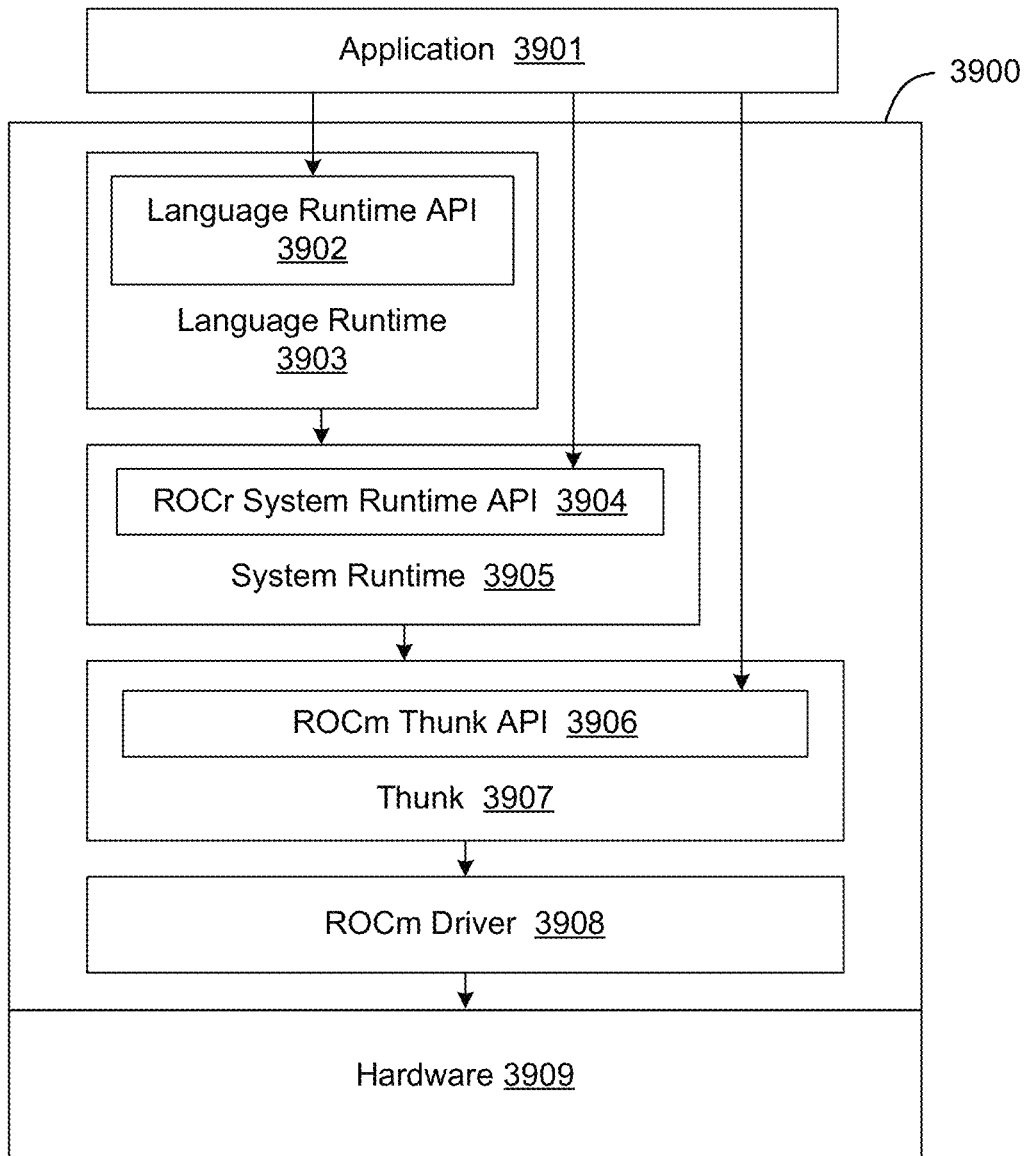 Application 3901
3900
Language Runtime API
3902
Language Runtime
3903
ROCr System Runtime API 3904
System Runtime 3905
ROCm Thunk API 3906
Thunk 3907
ROCm Driver 3908
Hardware 3909